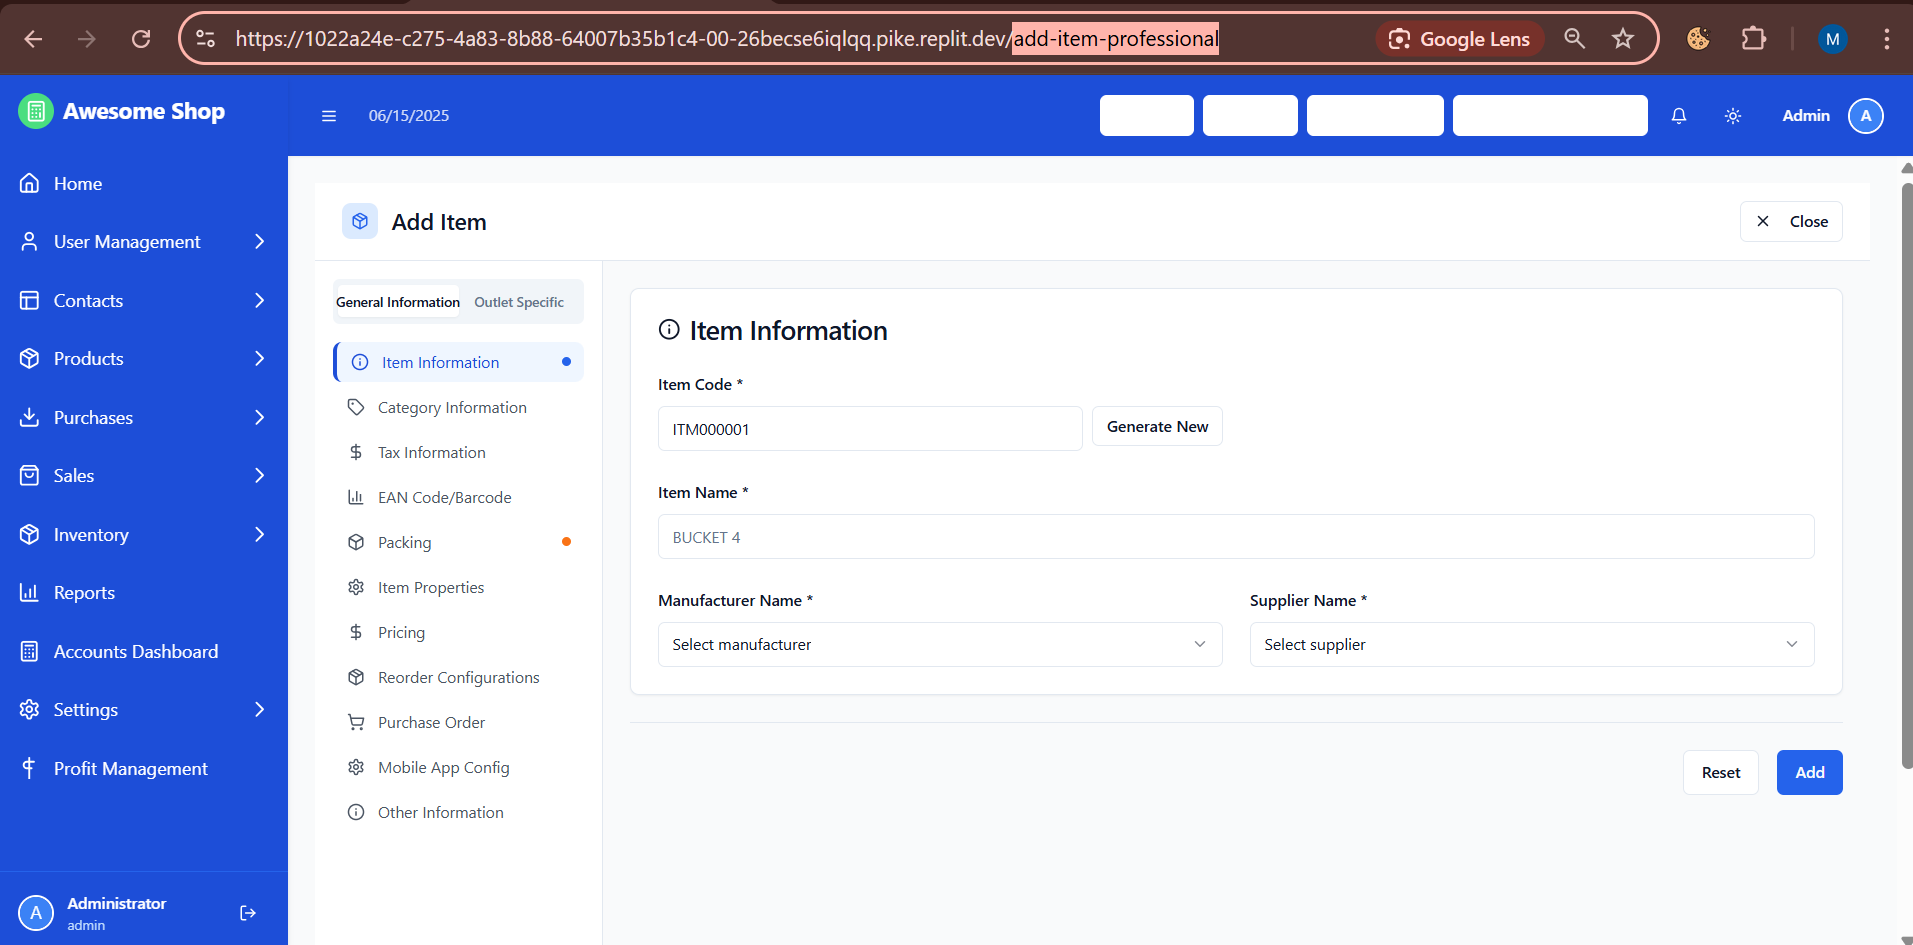 https://1022a24e-c275-4a83-8b88-64007b35b1c4-00-26becse6iqlqq.pike.replit.dev/add-item-professional
Google Lens
M
Awesome Shop
06/15/2025
Admin
A
Home
User Management
Contacts
Products
Purchases
Sales
Inventory
Reports
Accounts Dashboard
Settings
Profit Management
A
Administrator
admin
Add Item
Close
General Information
Outlet Specific
Item Information
Category Information
Tax Information
EAN Code/Barcode
Packing
Item Properties
Pricing
Reorder Configurations
Purchase Order
Mobile App Config
Other Information
Item Information
Item Code *
ITM000001
Generate New
Item Name *
BUCKET 4
Manufacturer Name *
Supplier Name *
Select manufacturer
Select supplier
Reset
Add